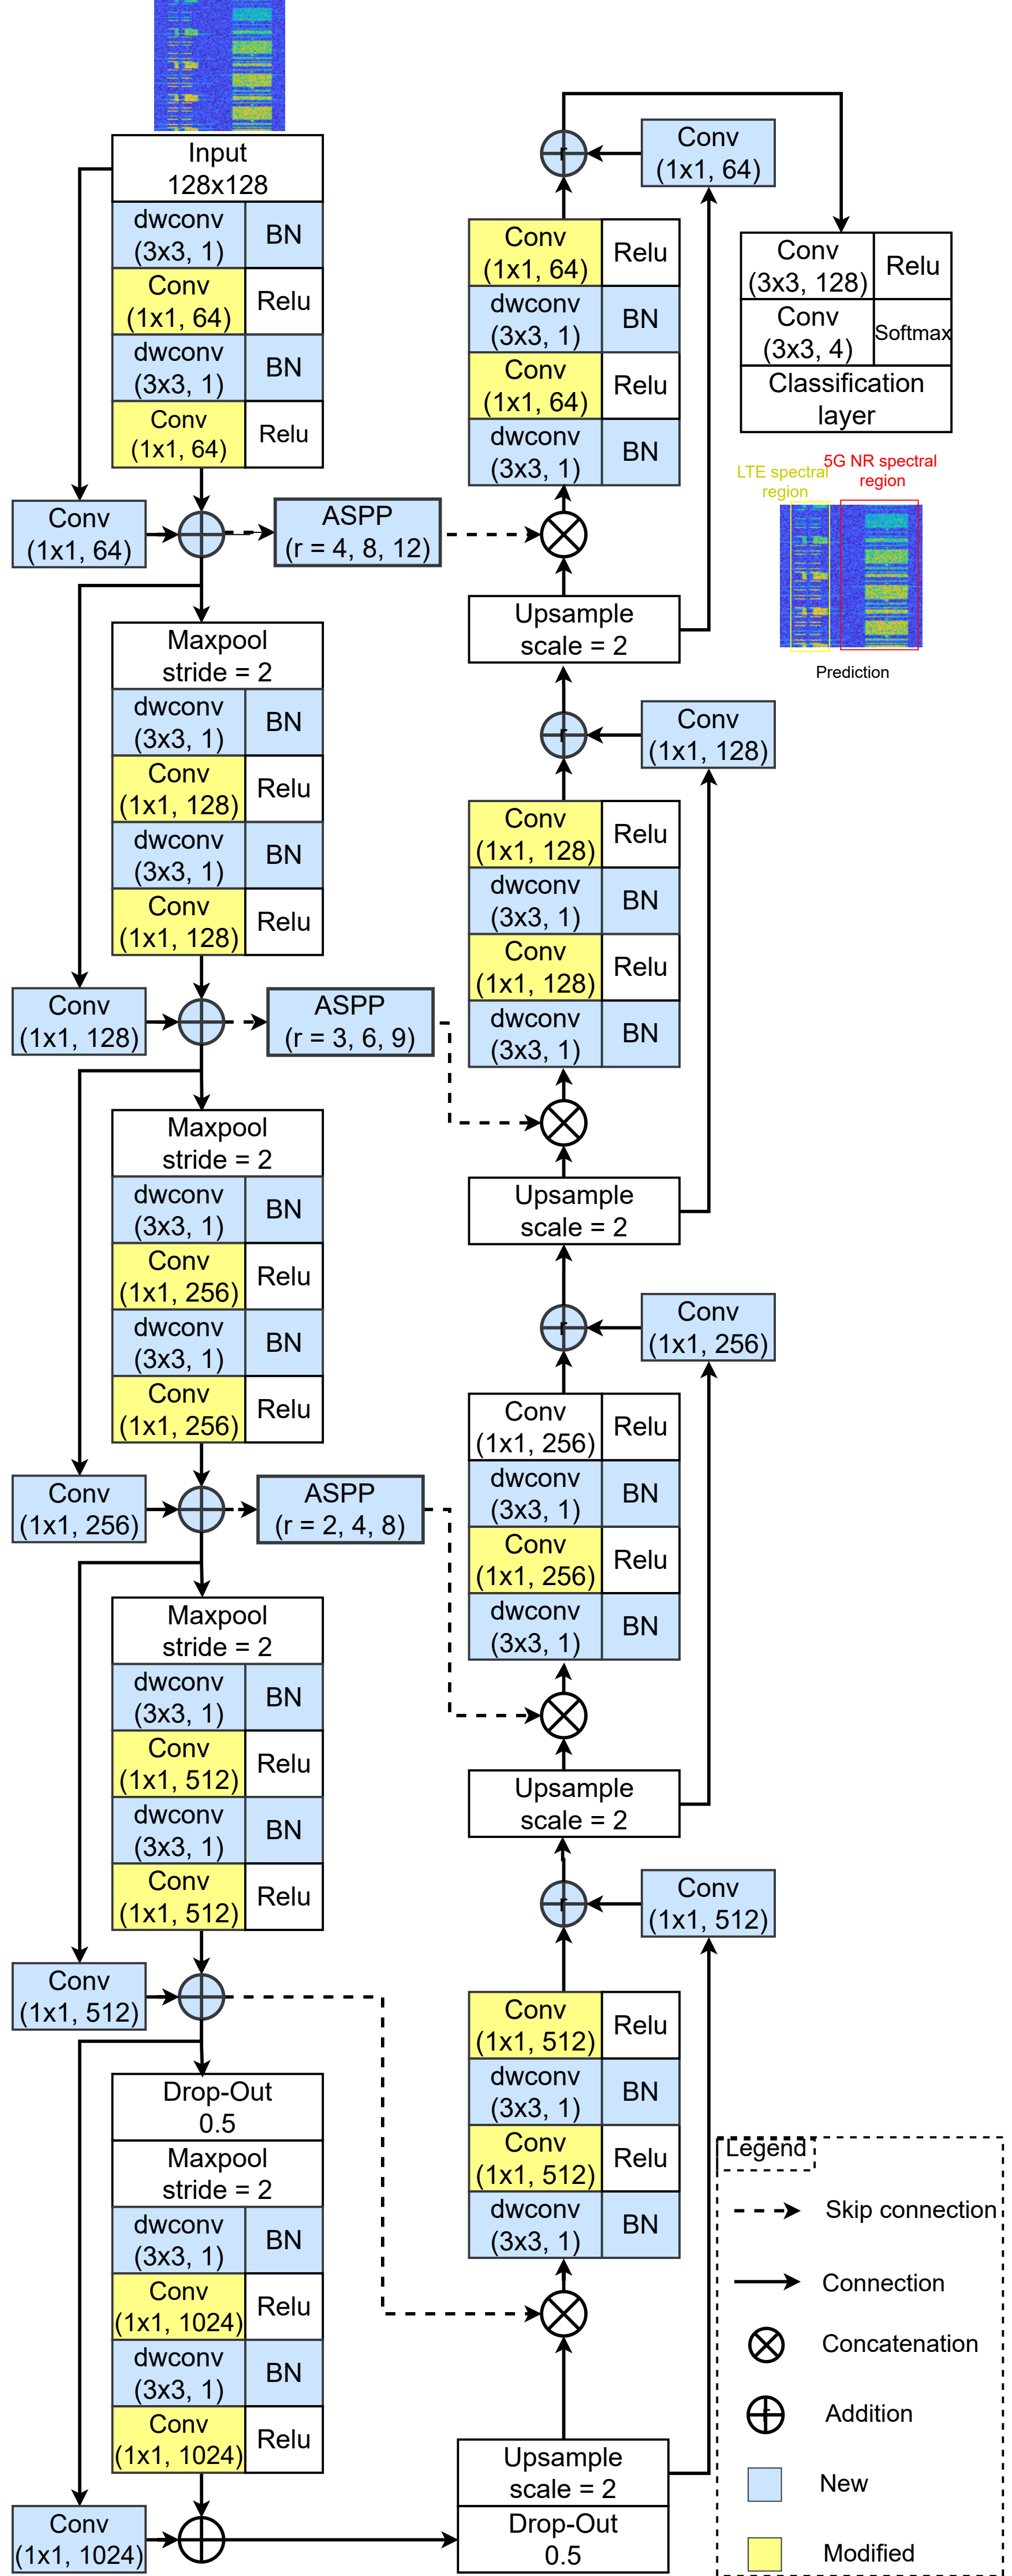 Input
128x128
dwconv
(3x3, 1)
BN
Conv
(1x1, 64)
Relu
dwconv
(3x3, 1)
BN
Conv
(1x1, 64)
Relu
Conv
(1x1, 64)
ASPP
(r = 4, 8, 12)
Maxpool
stride = 2
dwconv
(3x3, 1)
BN
Conv
(1x1, 128)
Relu
dwconv
(3x3, 1)
BN
Conv
(1x1, 128)
Relu
Conv
(1x1, 128)
ASPP
(r = 3, 6, 9)
Maxpool
stride = 2
dwconv
(3x3, 1)
BN
Conv
(1x1, 256)
Relu
dwconv
(3x3, 1)
BN
Conv
(1x1, 256)
Relu
Conv
(1x1, 256)
ASPP
(r = 2, 4, 8)
Maxpool
stride = 2
dwconv
(3x3, 1)
BN
Conv
(1x1, 512)
Relu
dwconv
(3x3, 1)
BN
Conv
(1x1, 512)
Relu
Conv
(1x1, 512)
Drop-Out
0.5
Maxpool
stride = 2
dwconv
(3x3, 1)
BN
Conv
(1x1, 1024)
Relu
dwconv
(3x3, 1)
BN
Conv
(1x1, 1024)
Relu
Conv
(1x1, 1024)
r
Conv
(1x1, 64)
Conv
(1x1, 64)
Relu
dwconv
(3x3, 1)
BN
Conv
(1x1, 64)
Relu
dwconv
(3x3, 1)
BN
Upsample
scale = 2
r
Conv
(1x1, 128)
Conv
(1x1, 128)
Relu
dwconv
(3x3, 1)
BN
Conv
(1x1, 128)
Relu
dwconv
(3x3, 1)
BN
Upsample
scale = 2
r
Conv
(1x1, 256)
Conv
(1x1, 256)
Relu
dwconv
(3x3, 1)
BN
Conv
(1x1, 256)
Relu
dwconv
(3x3, 1)
BN
Upsample
scale = 2
r
Conv
(1x1, 512)
Conv
(1x1, 512)
Relu
dwconv
(3x3, 1)
BN
Conv
(1x1, 512)
Relu
dwconv
(3x3, 1)
BN
Upsample
scale = 2
Drop-Out
0.5
Conv
(3x3, 128)
Relu
Conv
(3x3, 4)
Softmax
Classification
layer
LTE spectral
region
5G NR spectral
region
Prediction
Legend
Skip connection
Connection
Concatenation
Addition
New
Modified